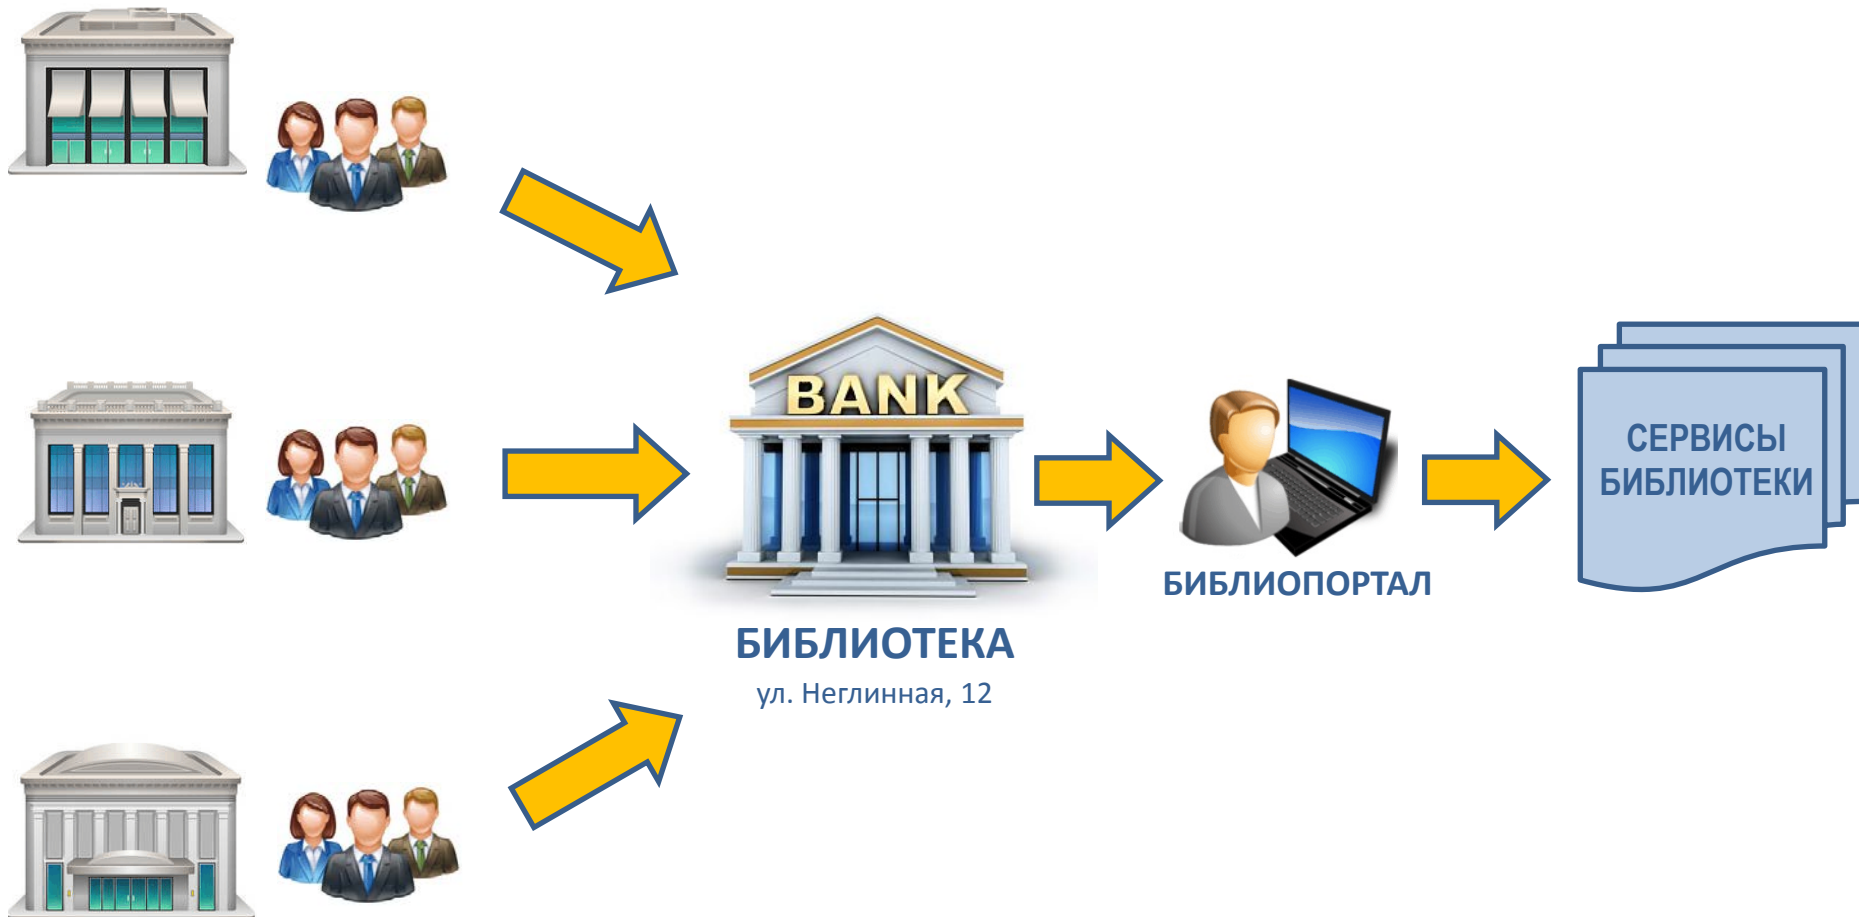 BANK
БИБЛИОТЕКА
ул. Неглинная, 12
БИБЛИОПОРТАЛ
СЕРВИСЫ
БИБЛИОТЕКИ